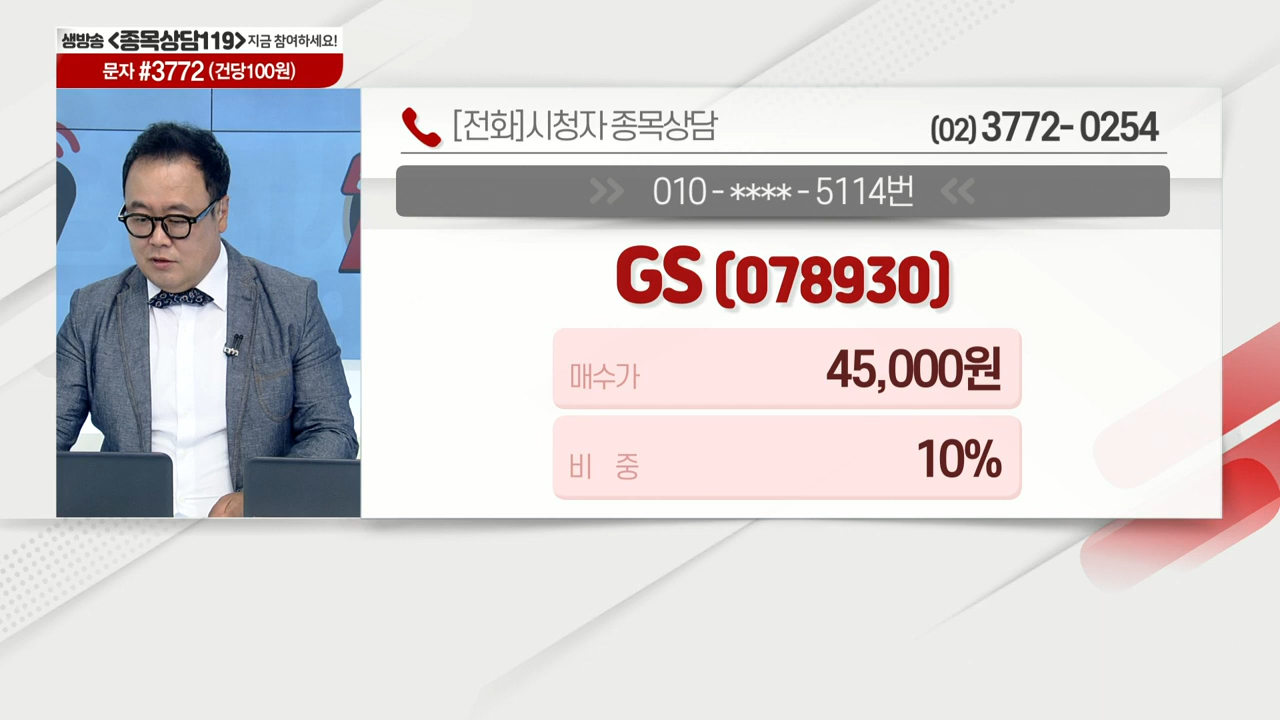 생방송 <종목상담119> 지금 참여하세요!
문자 #3772 (건당100원)
[전화]시청자 종목상담
(02) 3772- 0254
010 - **** - 5114번
GS (078930)
매수가 45,000원
비 중 10%